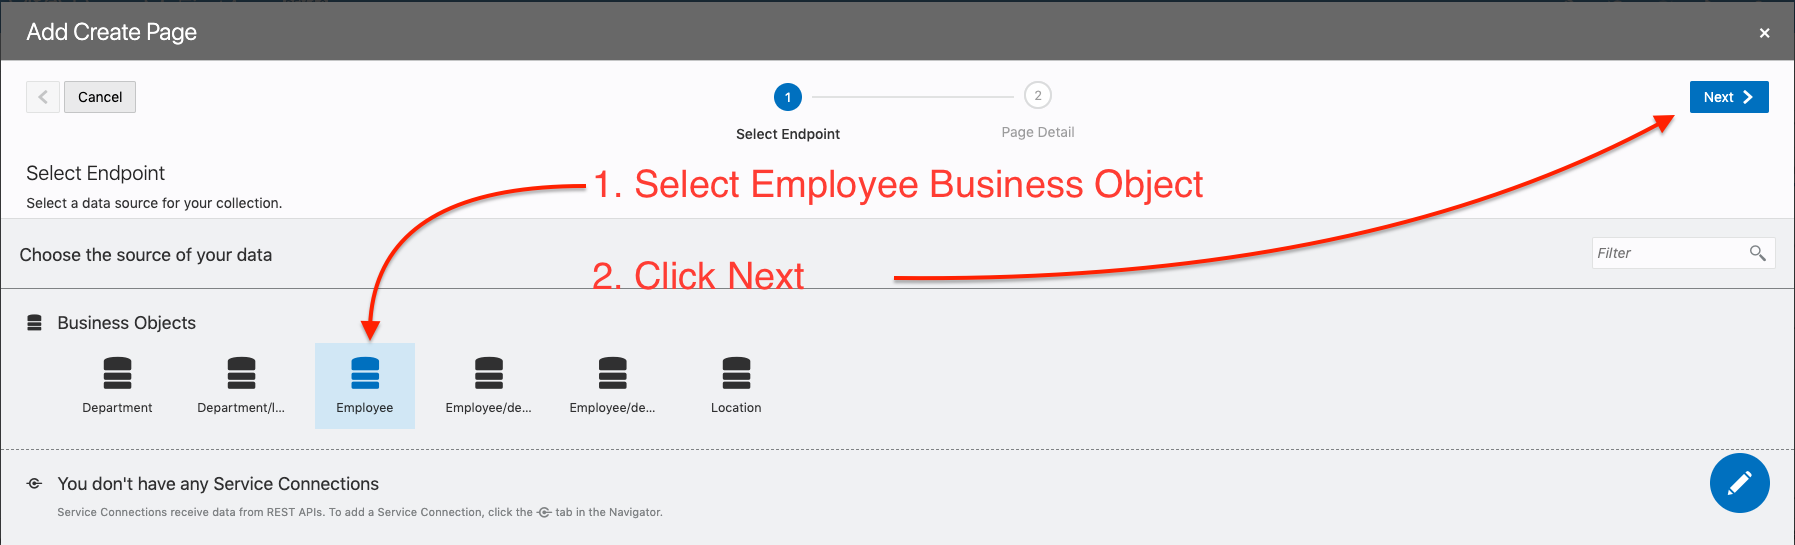 Add Create Page
Cancel
1
2
Next
Select Endpoint
Page Detail
Select Endpoint
Select a data source for your collection.
1. Select Employee Business Object
Choose the source of your data
Filter
2. Click Next
Business Objects
Department
Department/l...
Employee
Employee/de...
Employee/de...
Location
You don't have any Service Connections
Service Connections receive data from REST APIs. To add a Service Connection, click the tab in the Navigator.